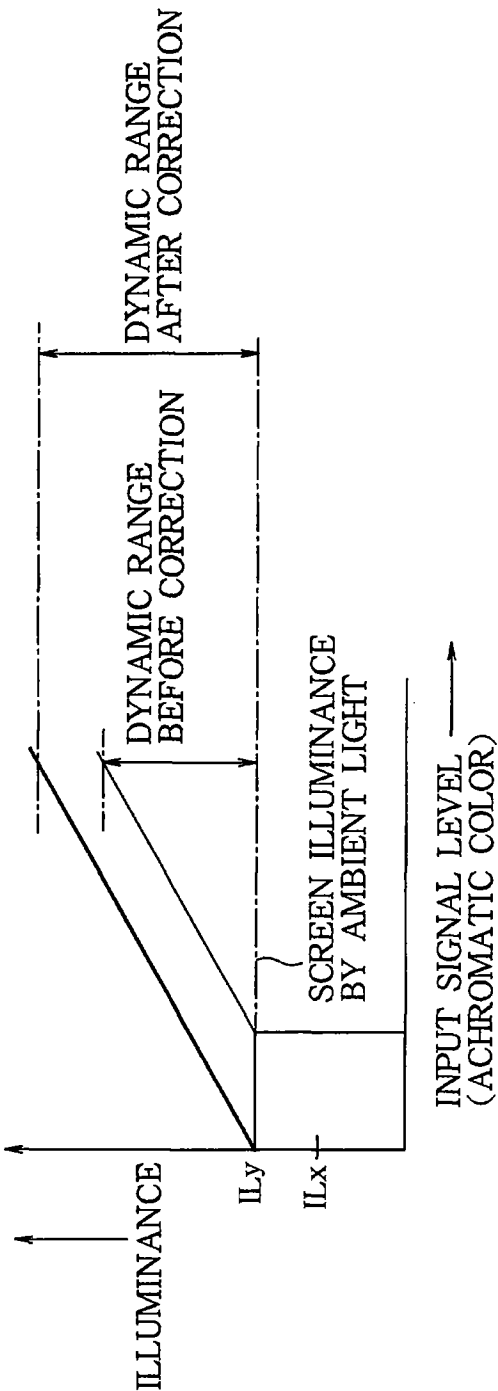 ILLUMINANCE
ILy
ILx
DYNAMIC RANGE
AFTER CORRECTION
DYNAMIC RANGE
BEFORE CORRECTION
SCREEN ILLUMINANCE
BY AMBIENT LIGHT
INPUT SIGNAL LEVEL
(ACHROMATIC COLOR)